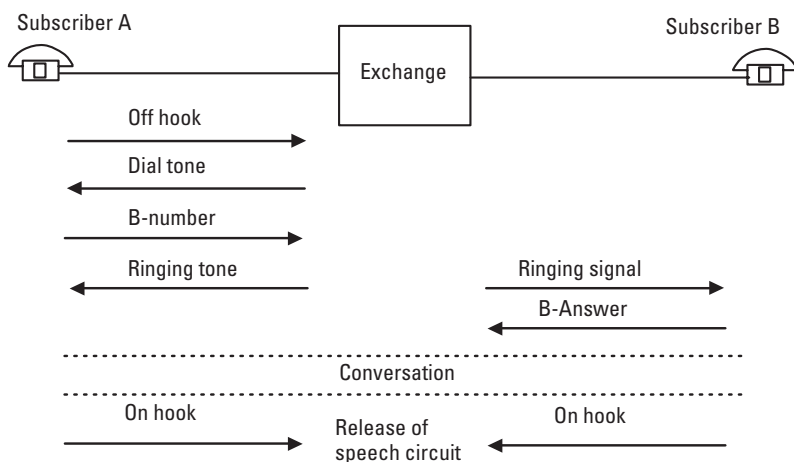 Subscriber A
Subscriber B
Exchange
Off hook
Dial tone
B-number
Ringing tone
Ringing signal
B-Answer
Conversation
On hook
Release of
speech circuit
On hook